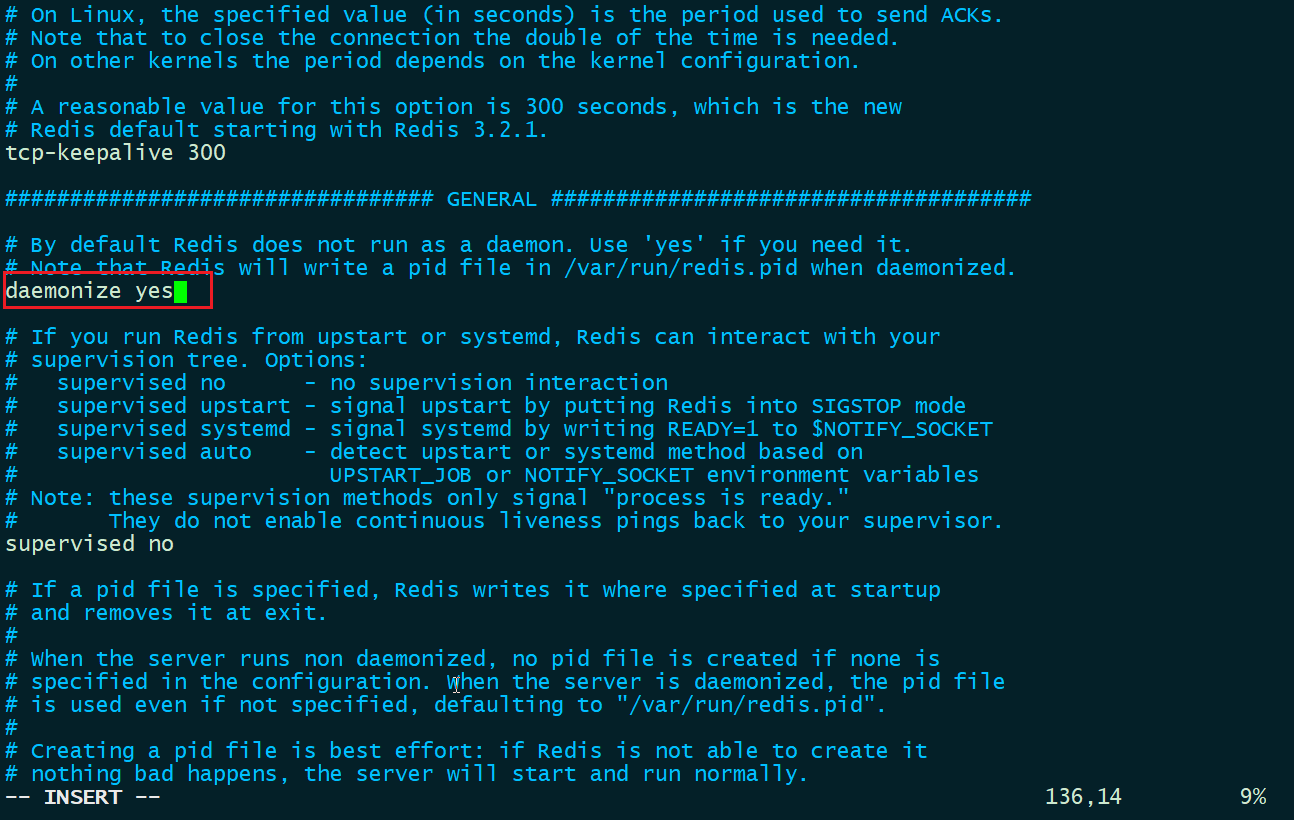 # On Linux, the specified value (in seconds) is the period used to send ACKs.
# Note that to close the connection the double of the time is needed.
# On other kernels the period depends on the kernel configuration.
#
# A reasonable value for this option is 300 seconds, which is the new
# Redis default starting with Redis 3.2.1.
tcp-keepalive 300
################################# GENERAL #####################################
# By default Redis does not run as a daemon. Use 'yes' if you need it.
# Note that Redis will write a pid file in /var/run/redis.pid when daemonized.
daemonize yes
# If you run Redis from upstart or systemd, Redis can interact with your
# supervision tree. Options:
#   supervised no      - no supervision interaction
#   supervised upstart - signal upstart by putting Redis into SIGSTOP mode
#   supervised systemd - signal systemd by writing READY=1 to $NOTIFY_SOCKET
#   supervised auto    - detect upstart or systemd method based on
#                        UPSTART_JOB or NOTIFY_SOCKET environment variables
# Note: these supervision methods only signal "process is ready."
#       They do not enable continuous liveness pings back to your supervisor.
supervised no
# If a pid file is specified, Redis writes it where specified at startup
# and removes it at exit.
#
# When the server runs non daemonized, no pid file is created if none is
# specified in the configuration. When the server is daemonized, the pid file
# is used even if not specified, defaulting to "/var/run/redis.pid".
#
# Creating a pid file is best effort: if Redis is not able to create it
# nothing bad happens, the server will start and run normally.
-- INSERT --                                                                    136,14         9%